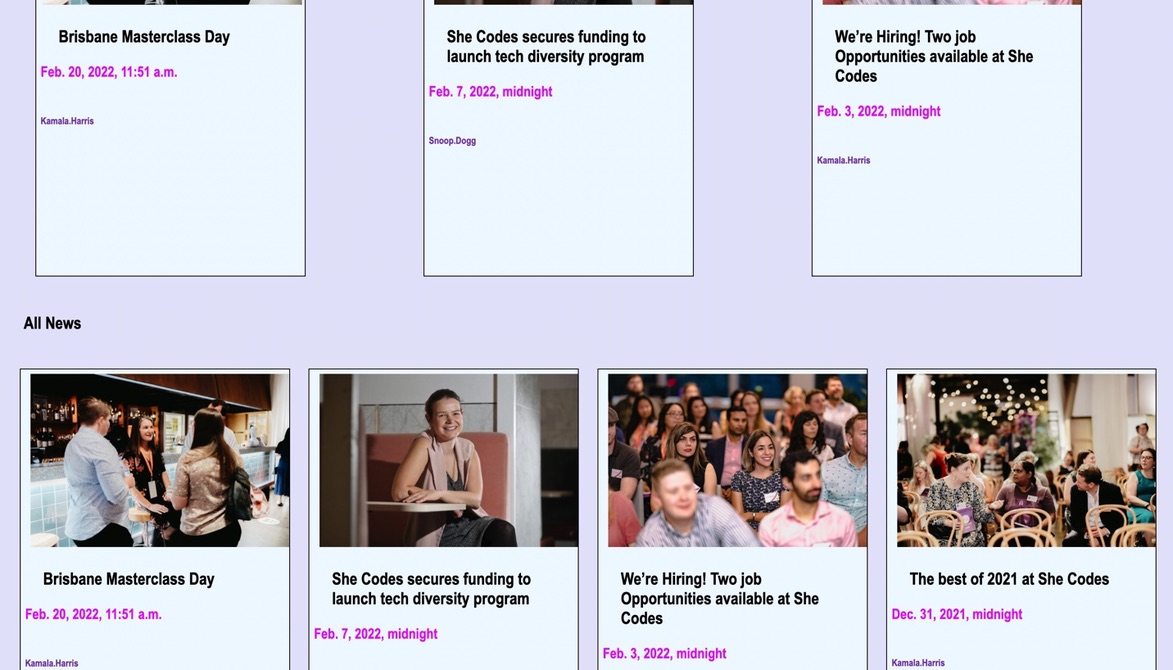 Brisbane Masterclass Day
Feb. 20, 2022, 11:51 a.m.
Kamala.Harris
She Codes secures funding to
launch tech diversity program
Feb. 7, 2022, midnight
Snoop.Dogg
We’re Hiring! Two job
Opportunities available at She
Codes
Feb. 3, 2022, midnight
Kamala.Harris
All News
Brisbane Masterclass Day
Feb. 20, 2022, 11:51 a.m.
Kamala.Harris
She Codes secures funding to
launch tech diversity program
Feb. 7, 2022, midnight
We’re Hiring! Two job
Opportunities available at She
Codes
Feb. 3, 2022, midnight
The best of 2021 at She Codes
Dec. 31, 2021, midnight
Kamala.Harris